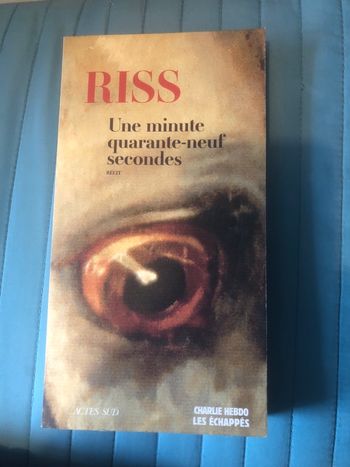 RISS
Une minute
quarante-neuf
secondes
RÉCIT
ACTES SUD
CHARLIE HEBDO
LES ÉCHAPPÉS